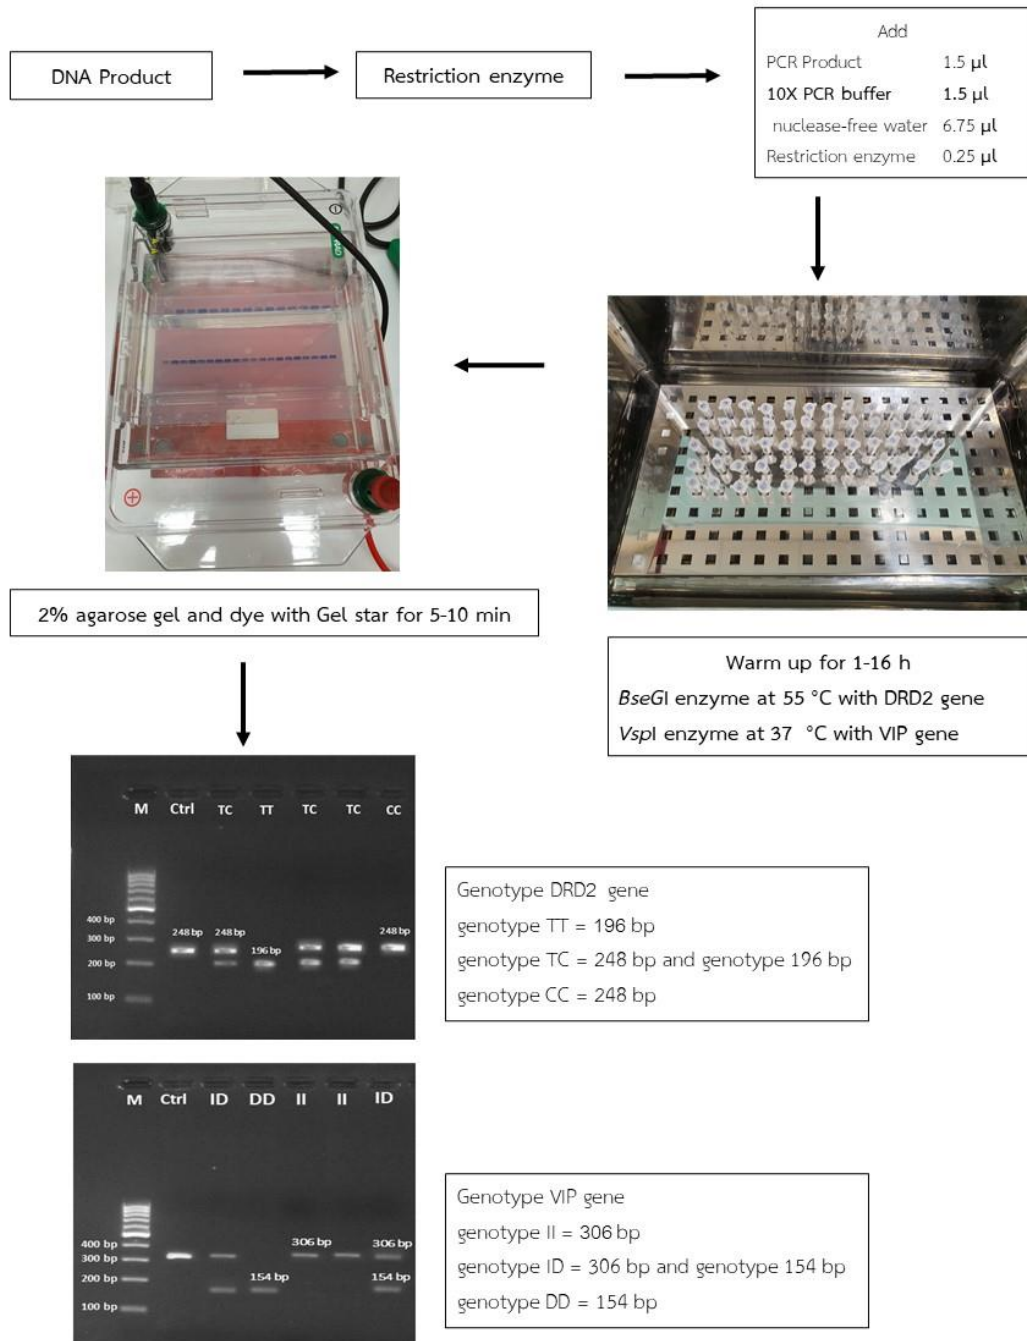 DNA Product
Restriction enzyme
Add
PCR Product 1.5 µl
10X PCR buffer 1.5 µl
nuclease-free water 6.75 µl
Restriction enzyme 0.25 µl
2% agarose gel and dye with Gel star for 5-10 min
Warm up for 1-16 h
BseGI enzyme at 55 °C with DRD2 gene
VspI enzyme at 37 °C with VIP gene
M Ctrl TC TT TC TC CC
400 bp
300 bp
200 bp
100 bp
248 bp 248 bp 196 bp 248 bp
Genotype DRD2 gene
genotype TT = 196 bp
genotype TC = 248 bp and genotype 196 bp
genotype CC = 248 bp
M Ctrl ID DD II II ID
400 bp
300 bp
200 bp
100 bp
306 bp 306 bp
154 bp 154 bp
Genotype VIP gene
genotype II = 306 bp
genotype ID = 306 bp and genotype 154 bp
genotype DD = 154 bp